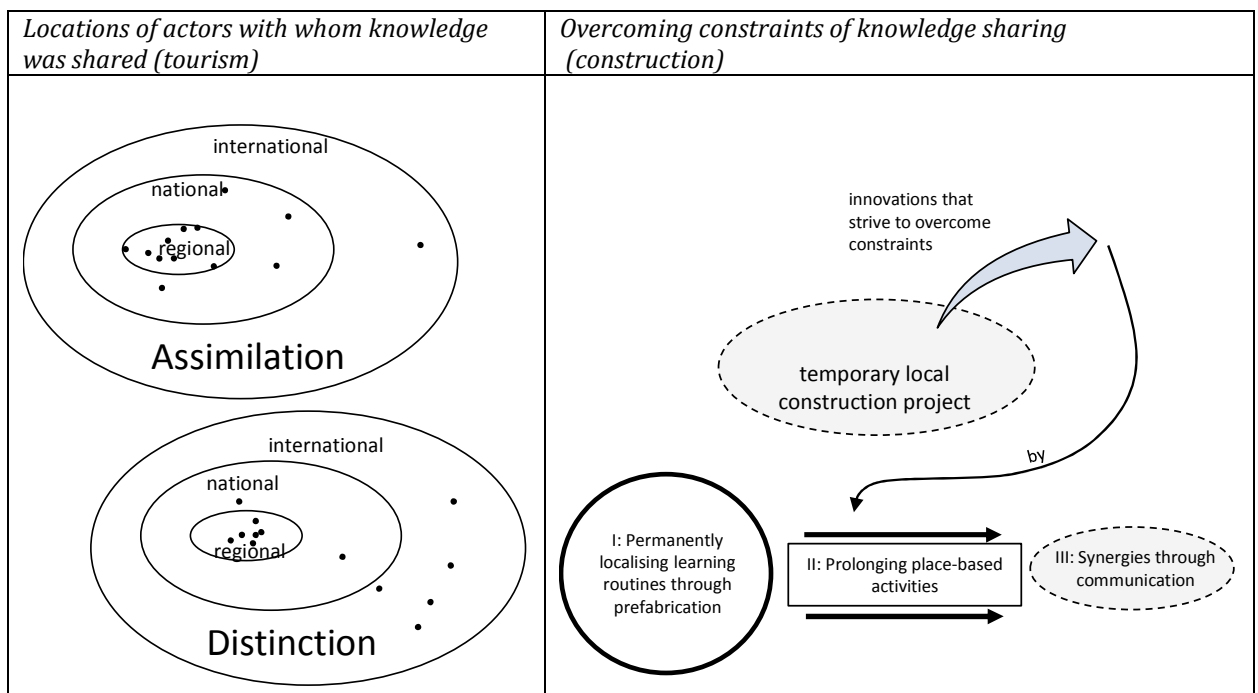 Locations of actors with whom knowledge
was shared (tourism)
Overcoming constraints of knowledge sharing
(construction)
international
national
regional
Assimilation
international
national
regional
Distinction
innovations that
strive to overcome
constraints
temporary local
construction project
by
I: Permanently
localising learning
routines through
prefabrication
II: Prolonging place-based
activities
III: Synergies through
communication